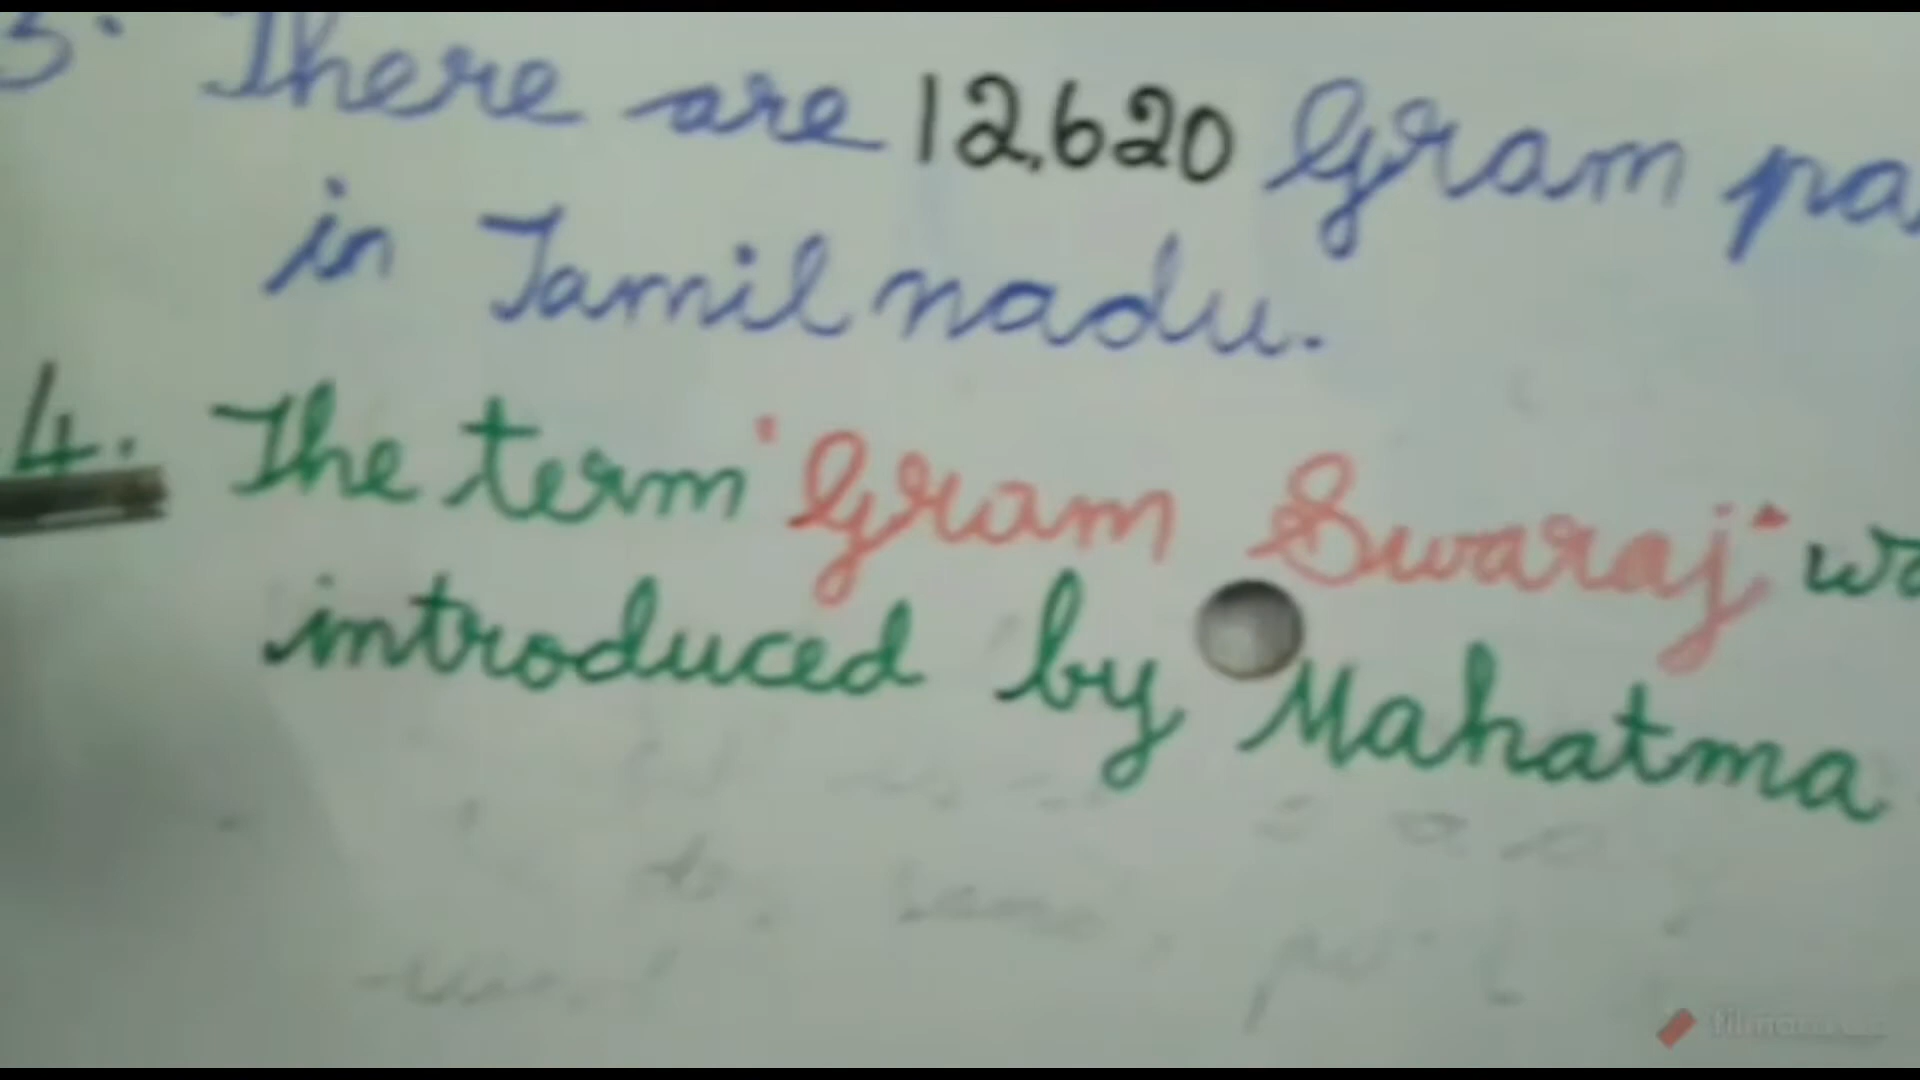 3. There are 12,620 Gram pa
in Tamil nadu.
4. The term "Gram Swaraj" wa
introduced by Mahatma
filmora